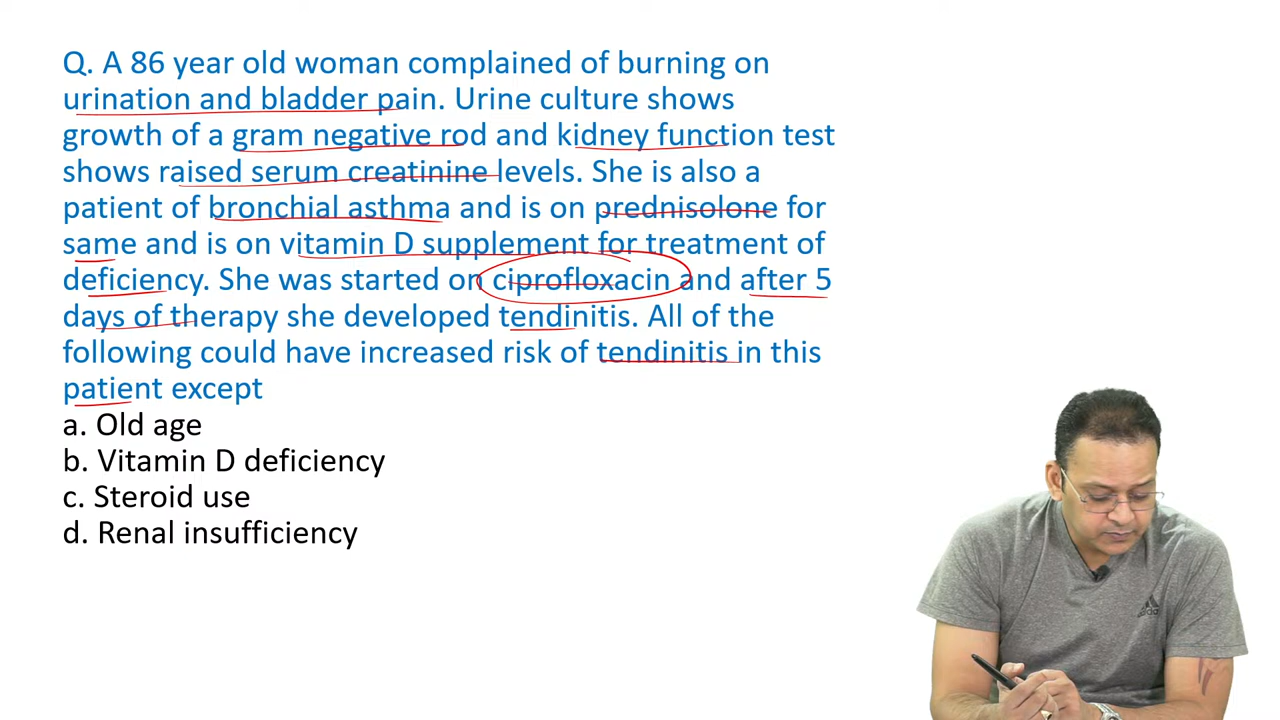 Q. A 86 year old woman complained of burning on
urination and bladder pain. Urine culture shows
growth of a gram negative rod and kidney function test
shows raised serum creatinine levels. She is also a
patient of bronchial asthma and is on prednisolone for
same and is on vitamin D supplement for treatment of
deficiency. She was started on ciprofloxacin and after 5
days of therapy she developed tendinitis. All of the
following could have increased risk of tendinitis in this
patient except
a. Old age
b. Vitamin D deficiency
c. Steroid use
d. Renal insufficiency